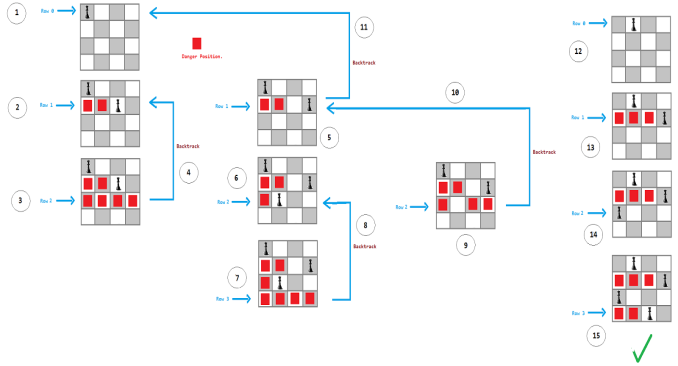 1
Row 0
Danger Position.
11
Backtrack
Row 0
12
2
Row 1
Backtrack
4
Row 1
5
10
Backtrack
Row 1
13
3
Row 2
6
Row 2
8
Backtrack
Row 2
9
Row 2
14
7
Row 3
Row 3
15